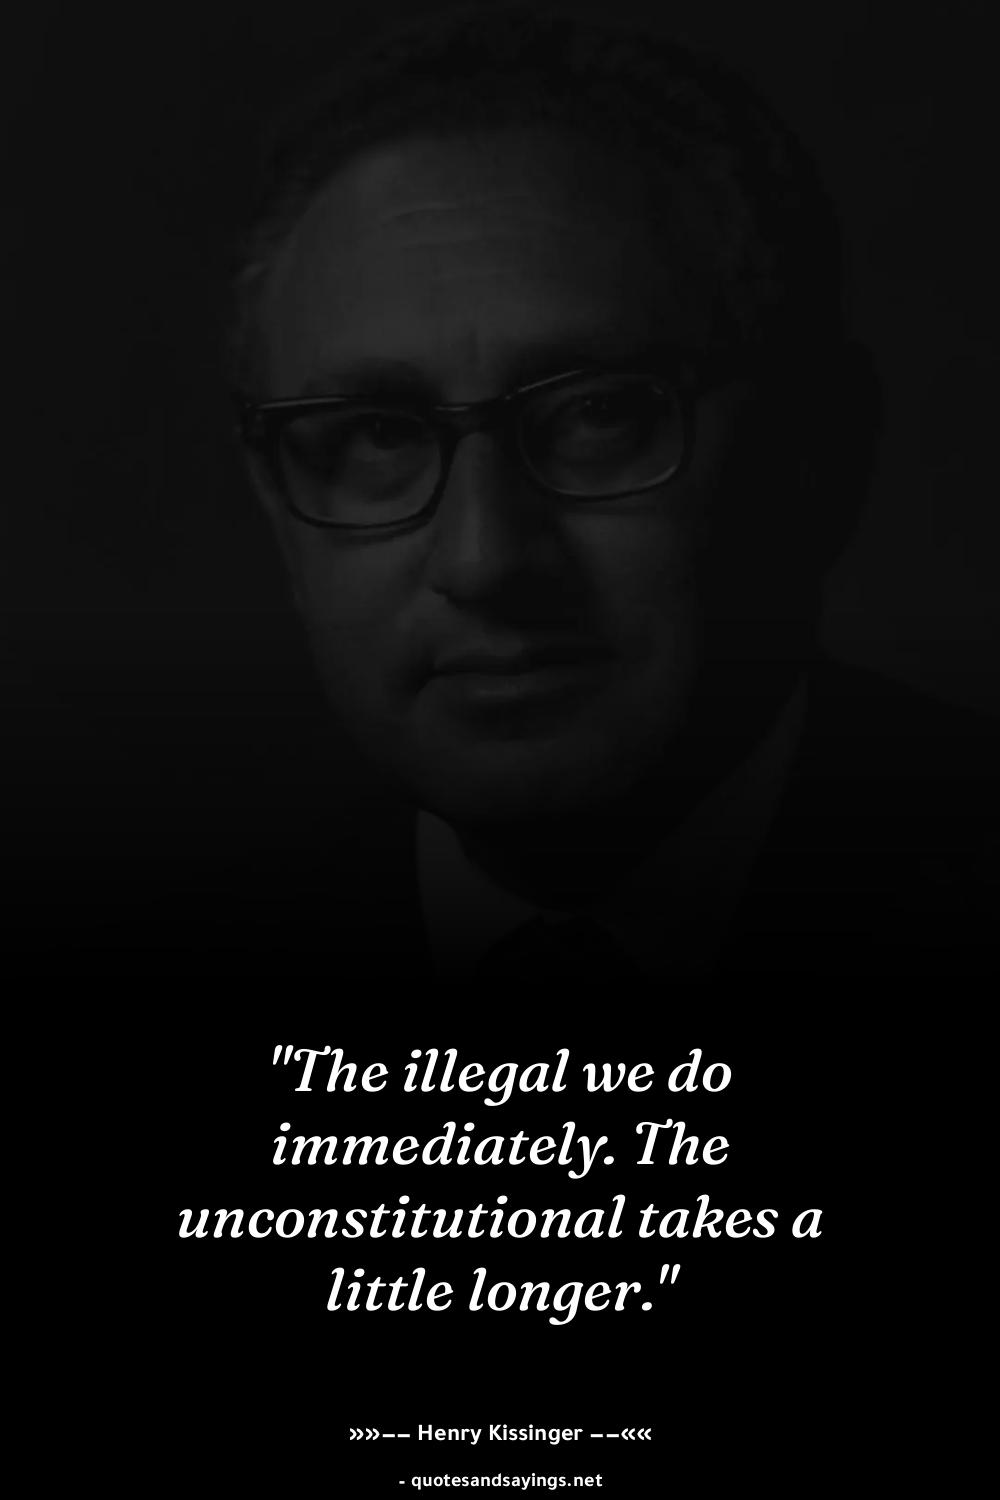 "The illegal we do
immediately. The
unconstitutional takes a
little longer."
»»–– Henry Kissinger ––««
- quotesandsayings.net